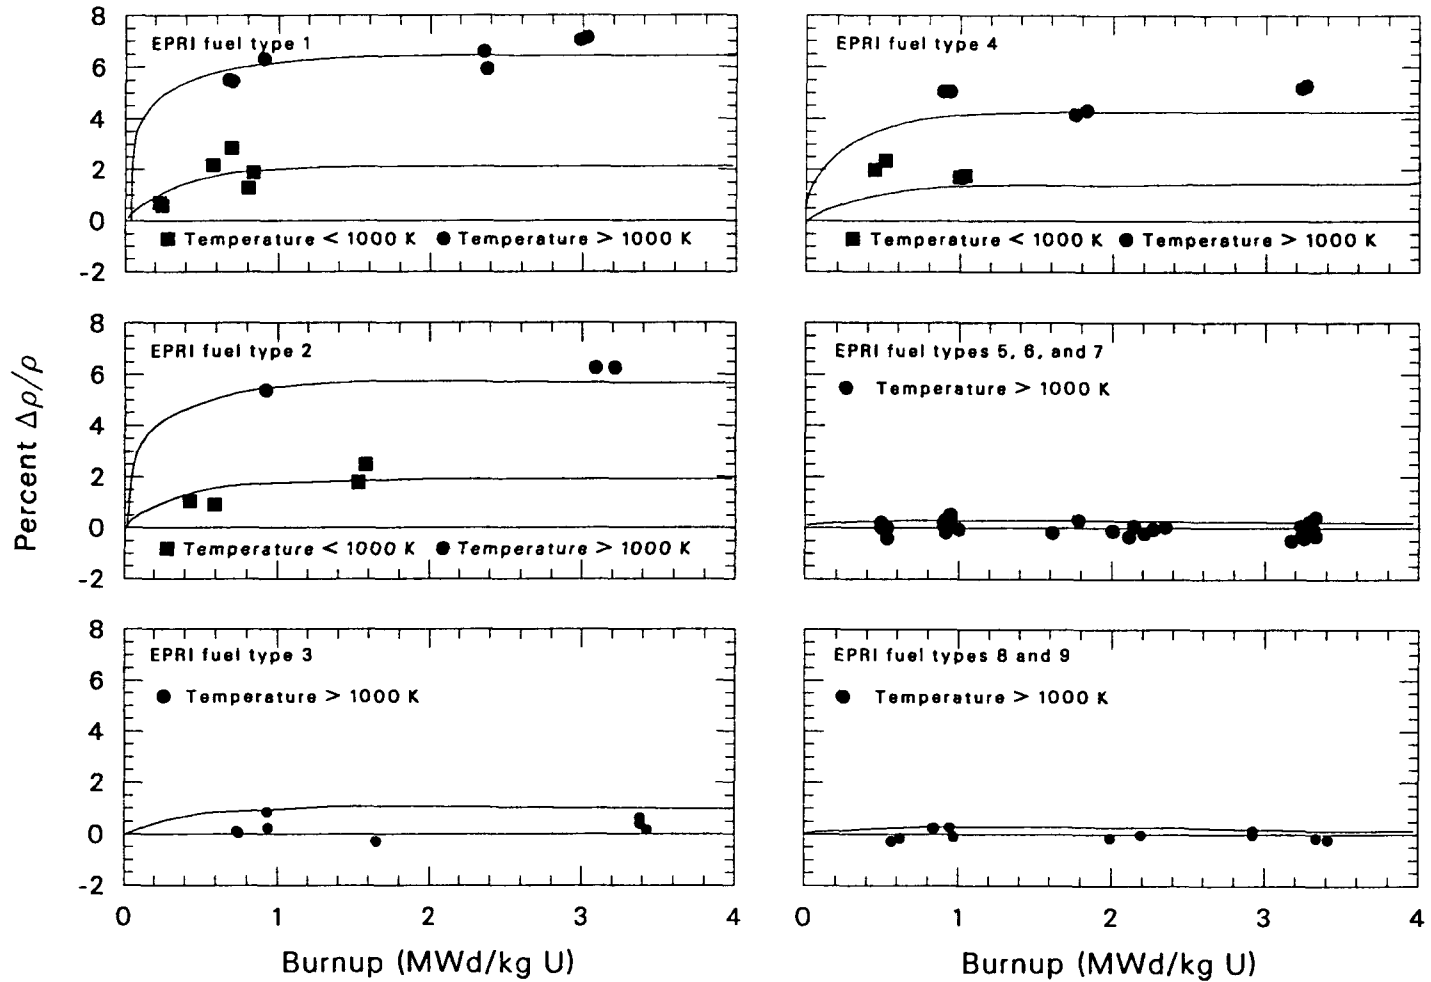 Percent Δρ/ρ
8
6
4
2
0
-2
EPRI fuel type 1
■ Temperature < 1000 K ● Temperature > 1000 K
EPRI fuel type 4
■ Temperature < 1000 K ● Temperature > 1000 K
8
6
4
2
0
-2
EPRI fuel type 2
■ Temperature < 1000 K ● Temperature > 1000 K
EPRI fuel types 5, 6, and 7
● Temperature > 1000 K
8
6
4
2
0
-2
EPRI fuel type 3
● Temperature > 1000 K
EPRI fuel types 8 and 9
● Temperature > 1000 K
0 1 2 3 4
0 1 2 3 4
Burnup (MWd/kg U)
Burnup (MWd/kg U)